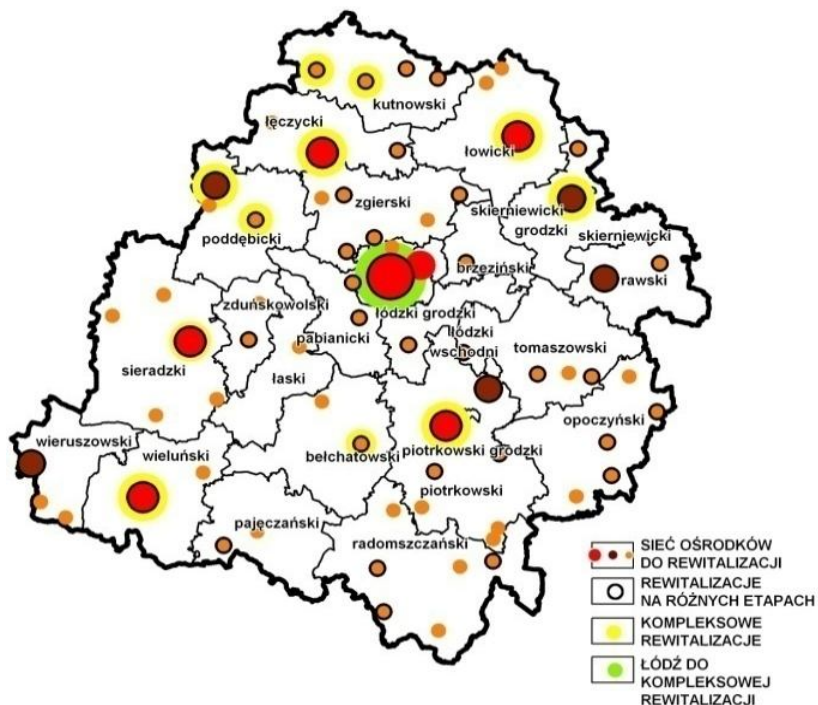 kutnowski
łęczycki
łowicki
zgierski
skierniewicki
grodzki
skierniewicki
poddębicki
brzeziński
rawski
zduńskowolski
łódzki grodzki
łódzki
wschodni
pabianicki
tomaszowski
sieradzki
łaski
opoczyński
wieruszowski
wieluński
bełchatowski
piotrkowski grodzki
piotrkowski
pajęczański
radomszczański
SIEĆ OŚRODKÓW
DO REWITALIZACJI
REWITALIZACJE
NA RÓŻNYCH ETAPACH
KOMPLEKSOWE
REWITALIZACJE
ŁÓDŹ DO
KOMPLEKSOWEJ
REWITALIZACJI